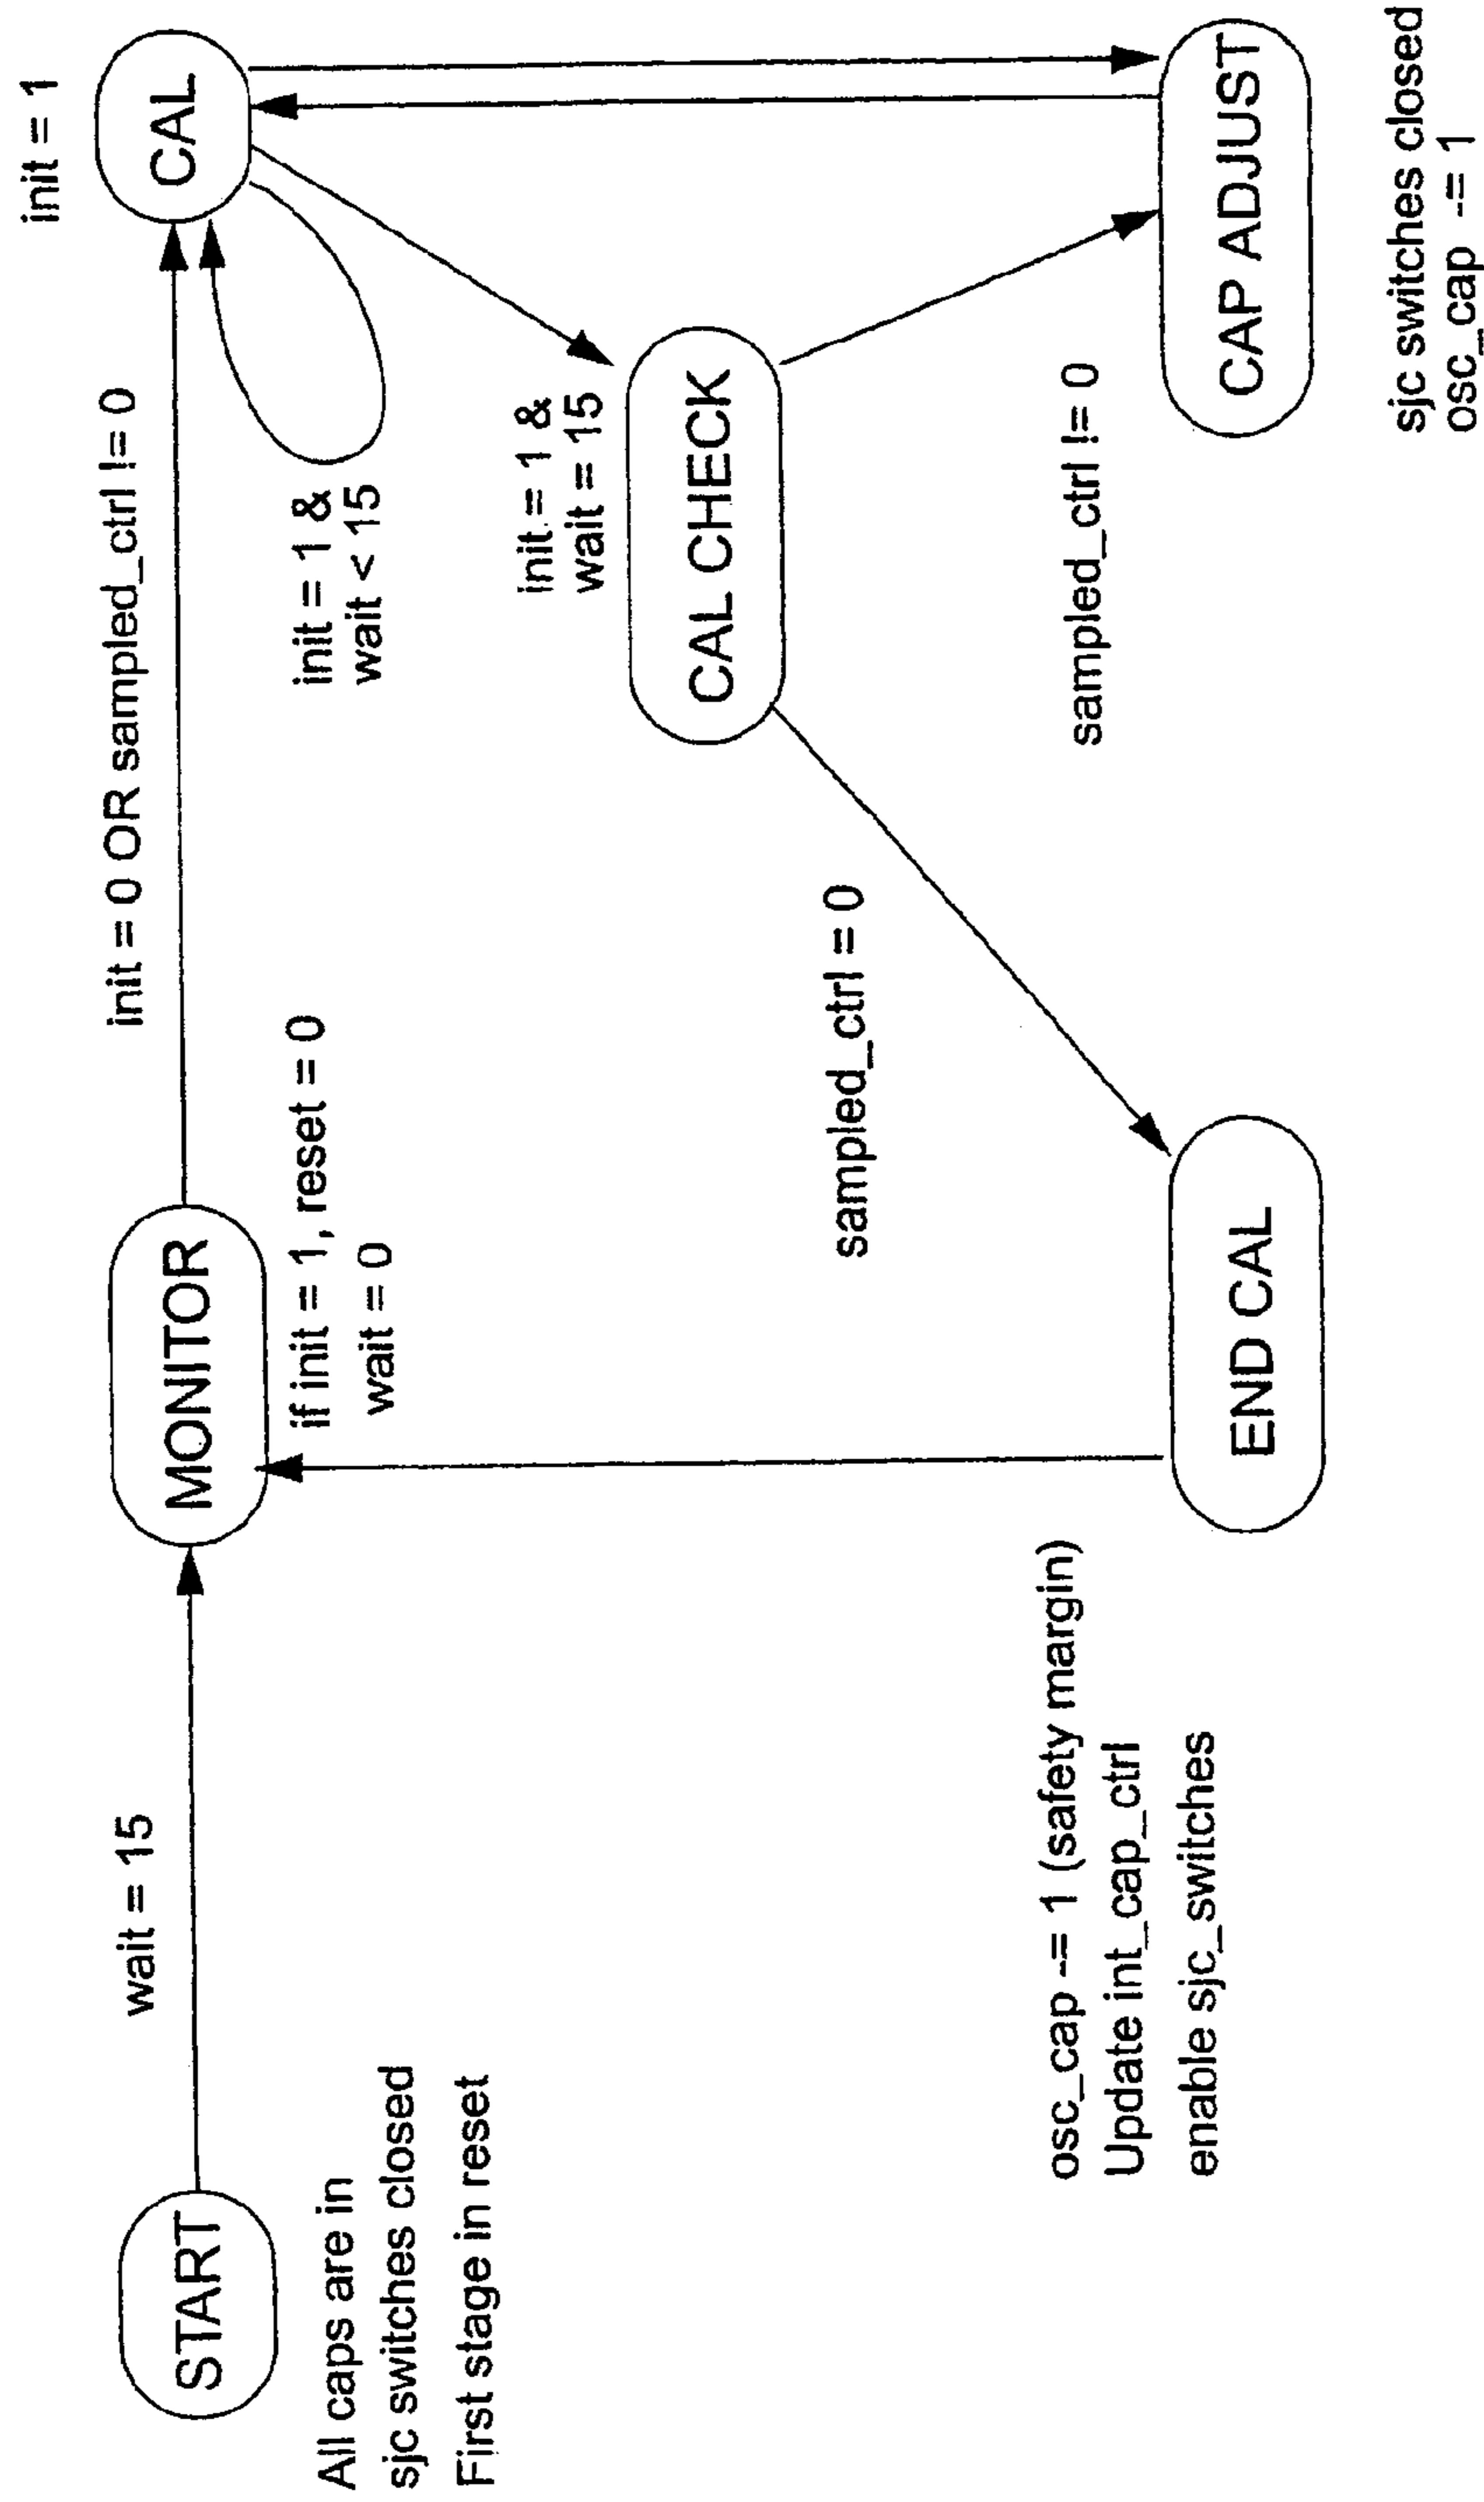 START
All caps are in
sjc switches closed
First stage in reset
wait = 15
MONITOR
if init = 1, reset = 0
wait = 0
init = 0 OR sampled_ctrl != 0
init = 1
CAL
init = 1 &
wait < 15
init = 1 &
wait = 15
CAL CHECK
sampled_ctrl = 0
sampled_ctrl != 0
osc_cap -= 1 (safety margin)
Update int_cap_ctrl
enable sjc_switches
END CAL
CAP ADJUST
sjc switches closed
osc_cap -= 1